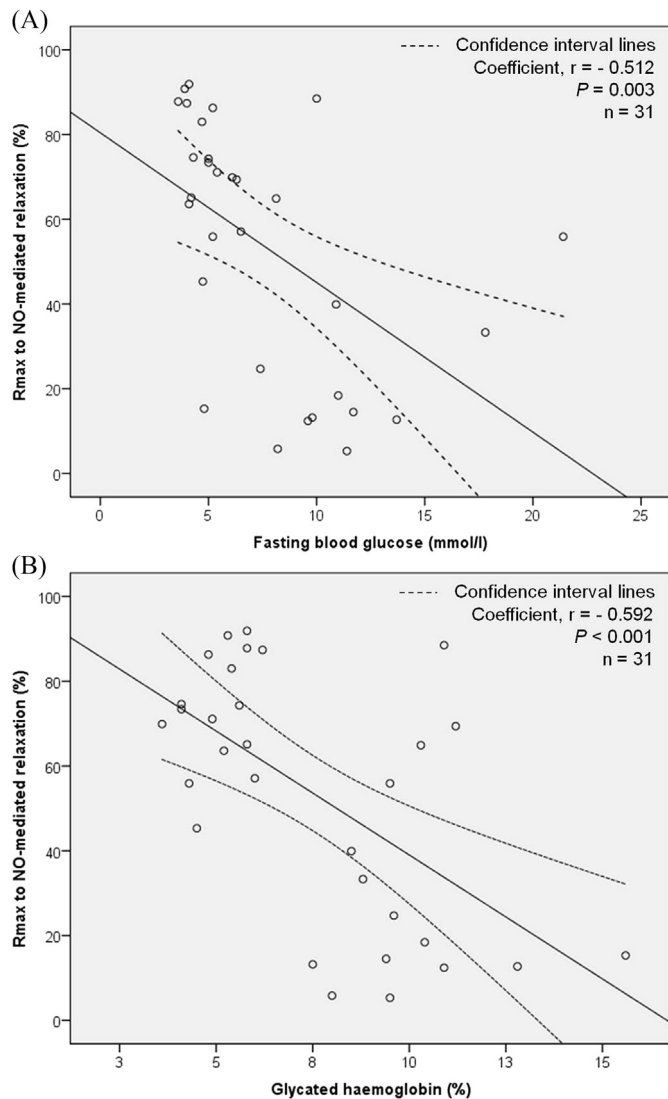 (A)
Confidence interval lines
Coefficient, r = - 0.512
P = 0.003
n = 31
Rmax to NO-mediated relaxation (%)
100
80
60
40
20
0
0 5 10 15 20 25
Fasting blood glucose (mmol/l)
(B)
Confidence interval lines
Coefficient, r = - 0.592
P < 0.001
n = 31
Rmax to NO-mediated relaxation (%)
100
80
60
40
20
0
3 5 8 10 13 15
Glycated haemoglobin (%)